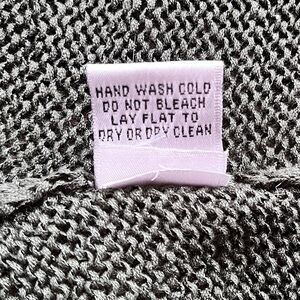 HAND WASH COLD
DO NOT BLEACH
LAY FLAT TO
DRY OR DRY CLEAN